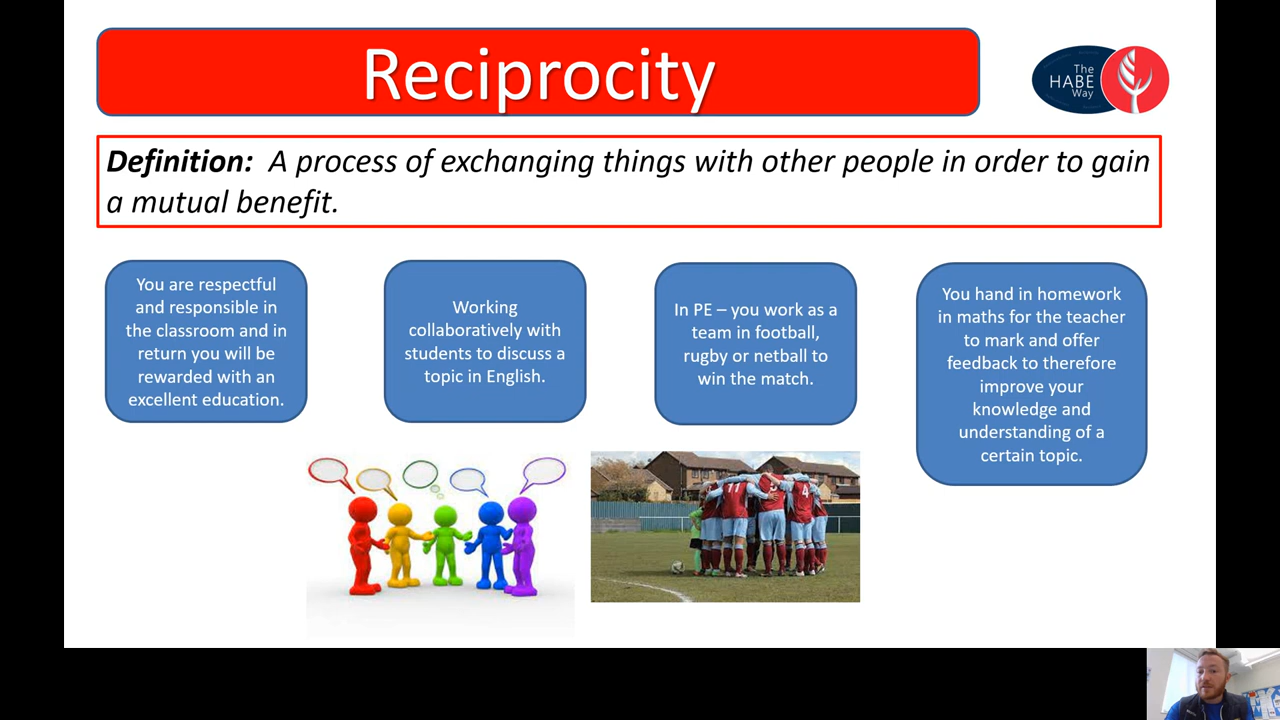 Reciprocity
The
HABE
Way
Definition: A process of exchanging things with other people in order to gain
a mutual benefit.
You are respectful
and responsible in
the classroom and in
return you will be
rewarded with an
excellent education.
Working
collaboratively with
students to discuss a
topic in English.
In PE – you work as a
team in football,
rugby or netball to
win the match.
You hand in homework
in maths for the teacher
to mark and offer
feedback to therefore
improve your
knowledge and
understanding of a
certain topic.
11
4